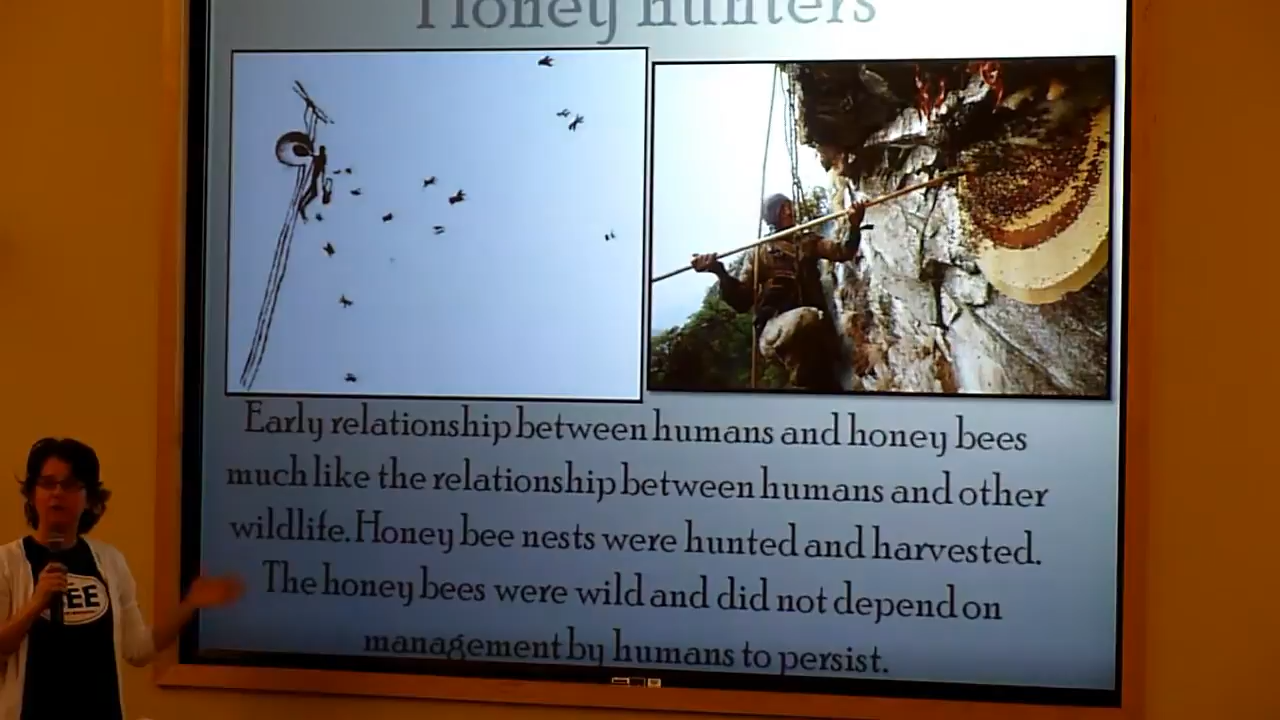 Honey hunters
Early relationship between humans and honey bees
much like the relationship between humans and other
wildlife. Honey bee nests were hunted and harvested.
The honey bees were wild and did not depend on
management by humans to persist.